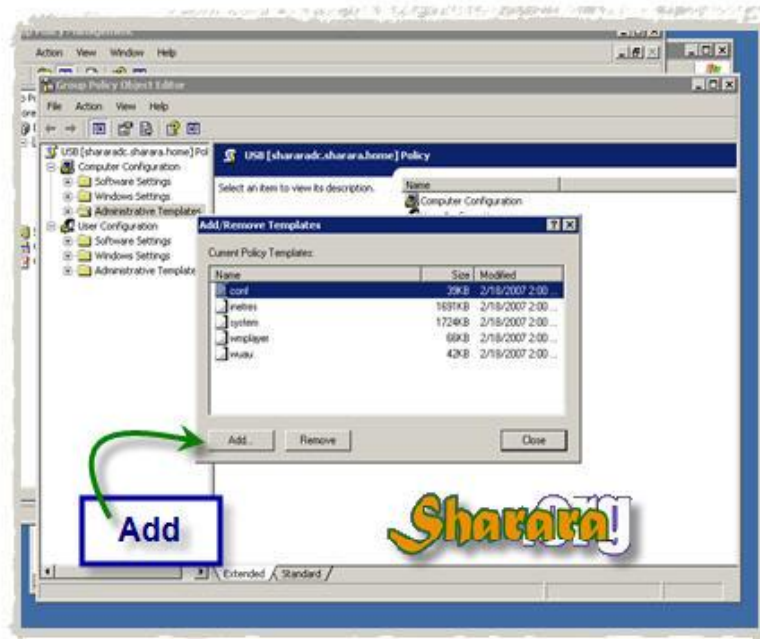 Policy Management
Action View Window Help
Group Policy Object Editor
File Action View Help
USB [shararadc.sharara.home] Pol
Computer Configuration
Software Settings
Windows Settings
Administrative Templates
User Configuration
Software Settings
Windows Settings
Administrative Template
USB [shararadc.sharara.home] Policy
Select an item to view its description.
Name
Computer Configuration
Add/Remove Templates
Current Policy Templates:
Name Size Modified
conf 39KB 2/18/2007 2:00 ...
inetres 1691KB 2/18/2007 2:00 ...
system 1724KB 2/18/2007 2:00 ...
wmplayer 66KB 2/18/2007 2:00 ...
wuau 42KB 2/18/2007 2:00 ...
Add... Remove Close
Add
Sharara.Org
Extended Standard